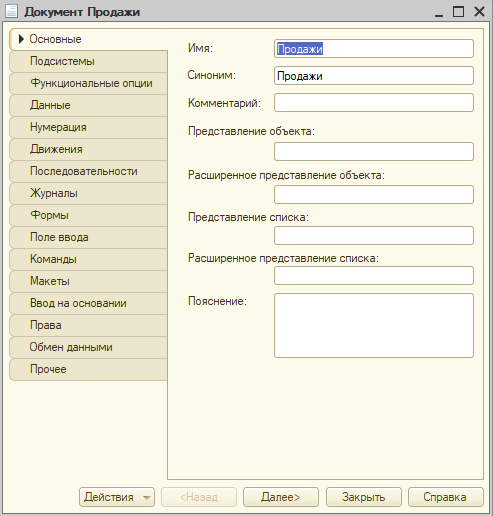 Документ Продажи
Основные
Подсистемы
Функциональные опции
Данные
Нумерация
Движения
Последовательности
Журналы
Формы
Поле ввода
Команды
Макеты
Ввод на основании
Права
Обмен данными
Прочее
Имя: Продажи
Синоним: Продажи
Комментарий:
Представление объекта:
Расширенное представление объекта:
Представление списка:
Расширенное представление списка:
Пояснение:
Действия <Назад Далее> Закрыть Справка